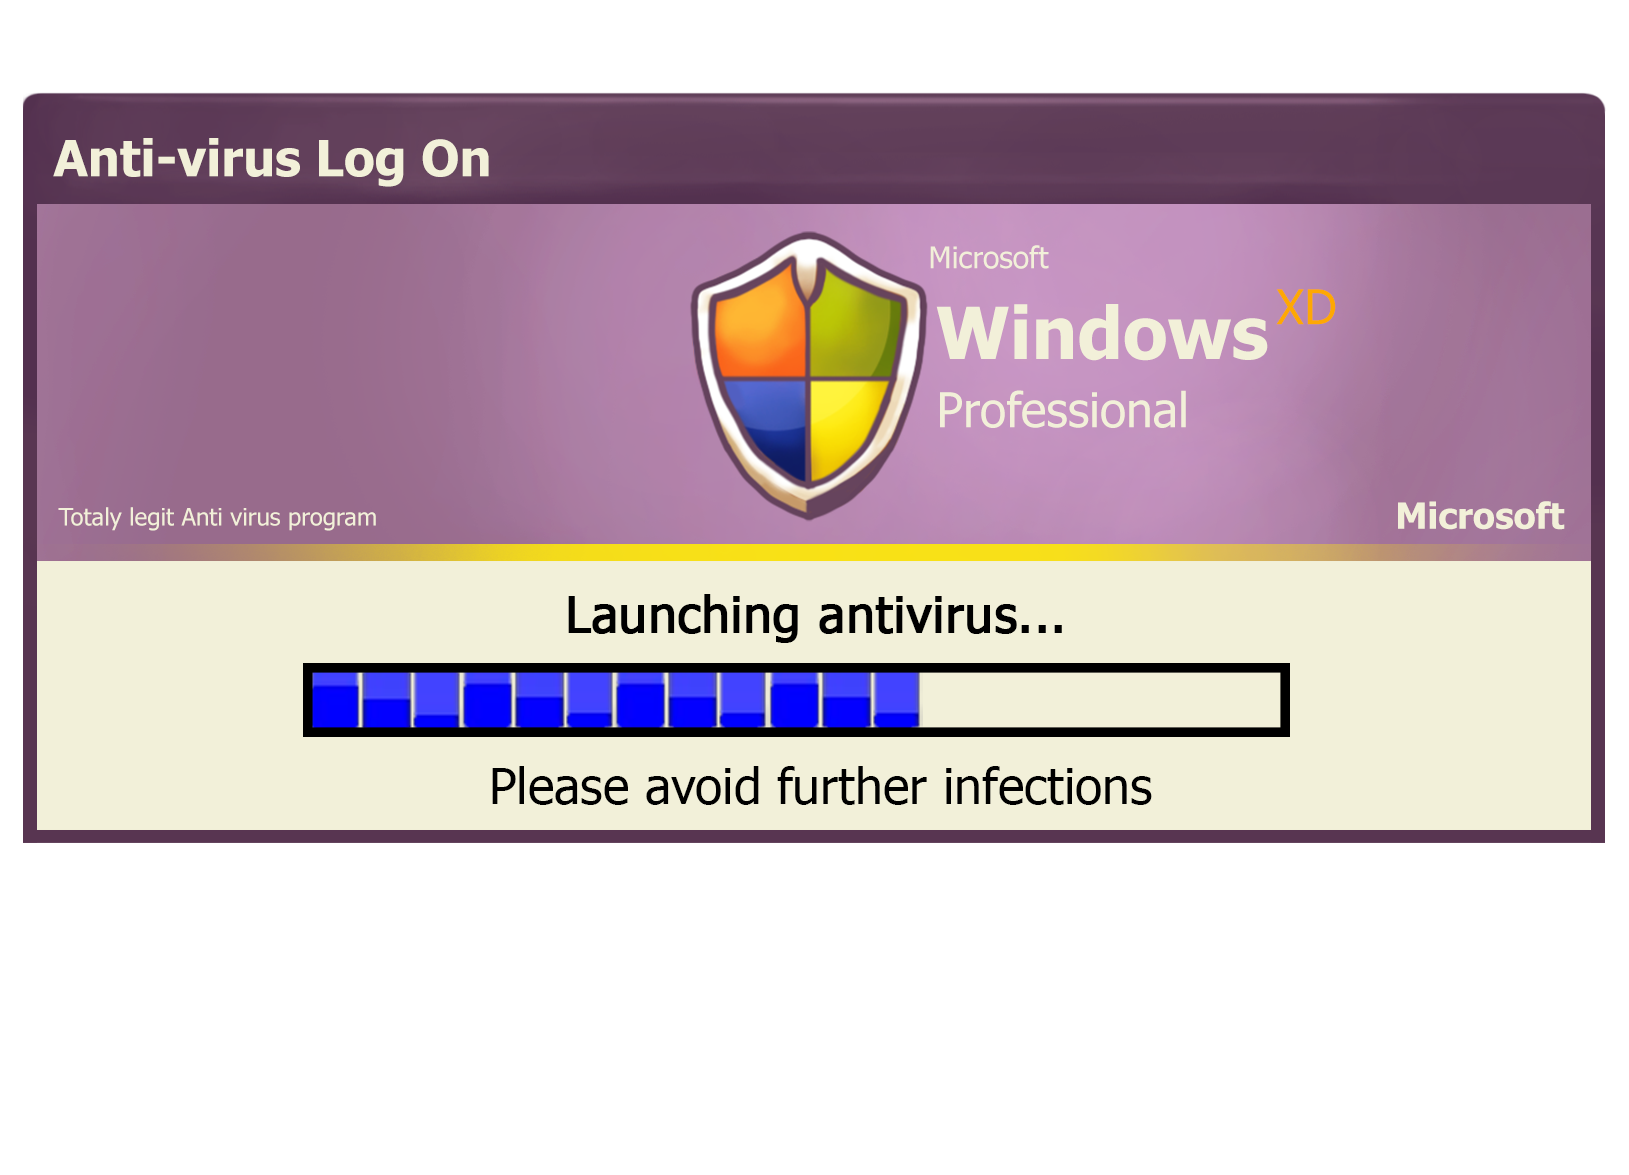 Anti-virus Log On
Microsoft
Windows XD
Professional
Totaly legit Anti virus program
Microsoft
Launching antivirus...
Please avoid further infections